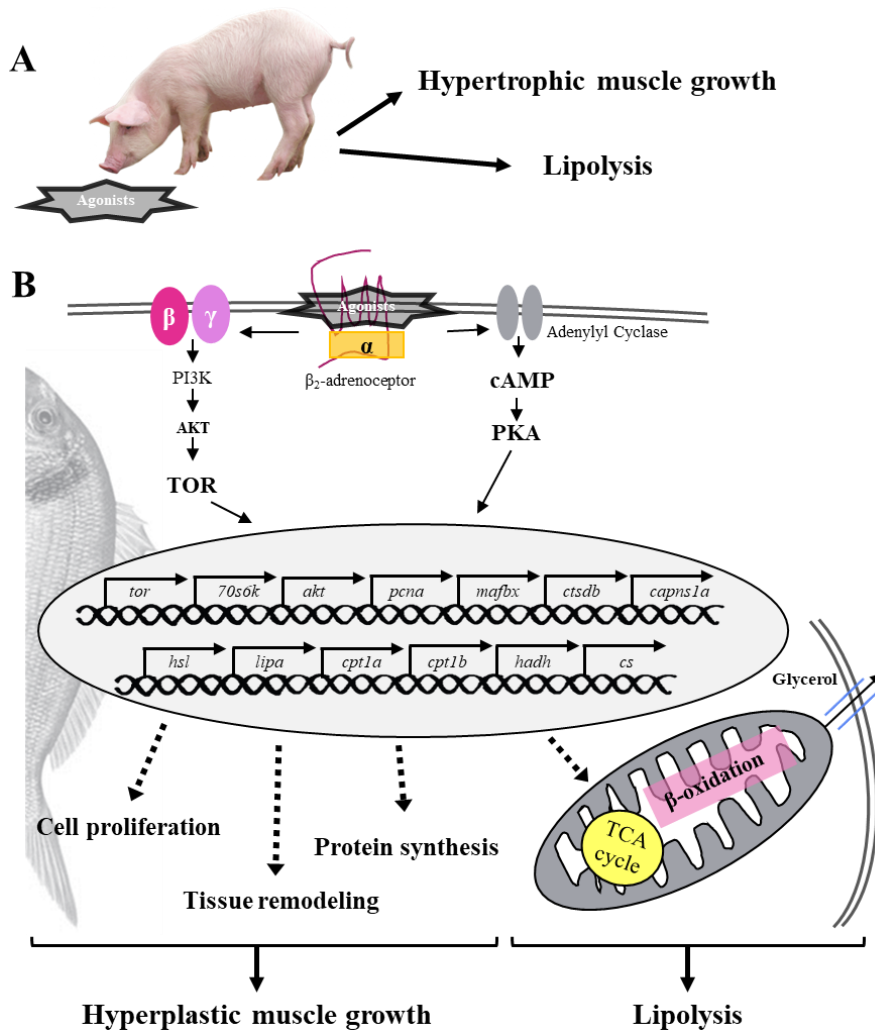 A
Hypertrophic muscle growth
Lipolysis
Agonists
B
β γ
Agonists
α
Adenylyl Cyclase
β₂-adrenoceptor
PI3K
cAMP
AKT
PKA
TOR
tor 70s6k akt pcna mafbx ctsdb capns1a
hsl lipa cpt1a cpt1b hadh cs
Glycerol
β-oxidation
TCA
cycle
Cell proliferation
Protein synthesis
Tissue remodeling
Hyperplastic muscle growth
Lipolysis